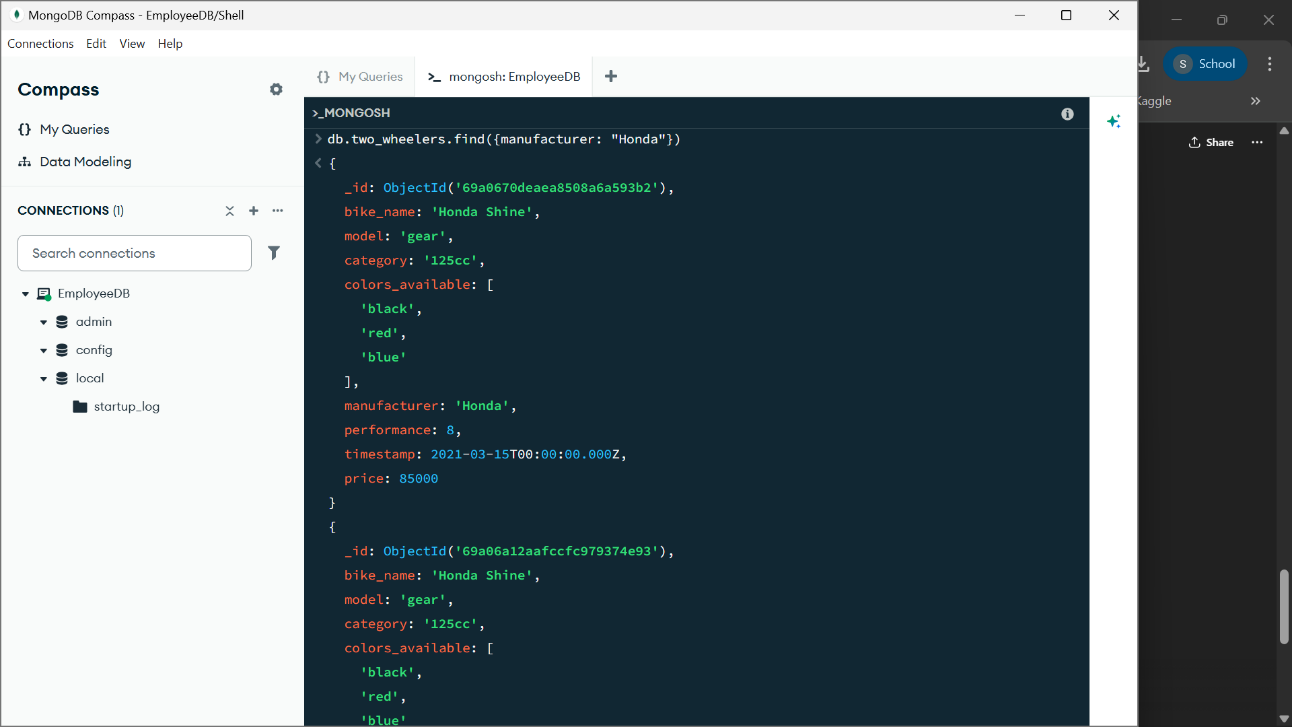 MongoDB Compass - EmployeeDB/Shell
Connections Edit View Help
Compass
{} My Queries
Data Modeling
CONNECTIONS (1)
Search connections
EmployeeDB
admin
config
local
startup_log
{} My Queries
>_ mongosh: EmployeeDB
>_MONGOSH
> db.two_wheelers.find({manufacturer: "Honda"})
< {
_id: ObjectId('69a0670deaea8508a6a593b2'),
bike_name: 'Honda Shine',
model: 'gear',
category: '125cc',
colors_available: [
'black',
'red',
'blue'
],
manufacturer: 'Honda',
performance: 8,
timestamp: 2021-03-15T00:00:00.000Z,
price: 85000
}
{
_id: ObjectId('69a06a12aafccfc979374e93'),
bike_name: 'Honda Shine',
model: 'gear',
category: '125cc',
colors_available: [
'black',
'red',
'blue'
S School
Kaggle
Share